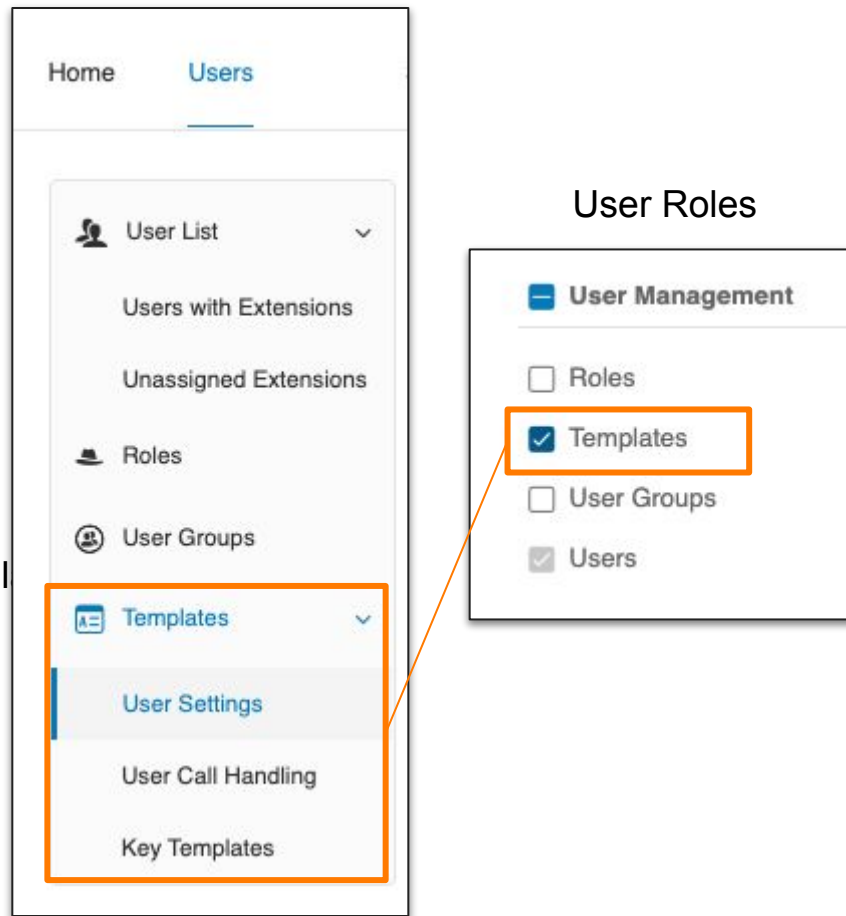 Home Users
User List
Users with Extensions
Unassigned Extensions
Roles
User Groups
Templates
User Settings
User Call Handling
Key Templates
User Roles
User Management
Roles
Templates
User Groups
Users